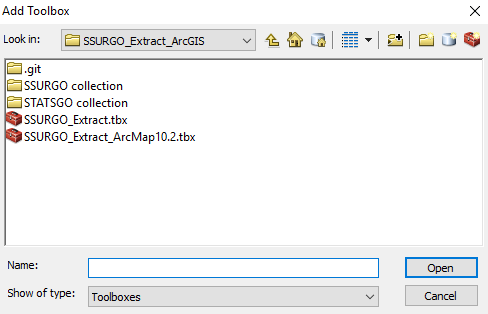 Add Toolbox
Look in: SSURGO_Extract_ArcGIS
.git
SSURGO collection
STATSGO collection
SSURGO_Extract.tbx
SSURGO_Extract_ArcMap10.2.tbx
Name: Open
Show of type: Toolboxes Cancel